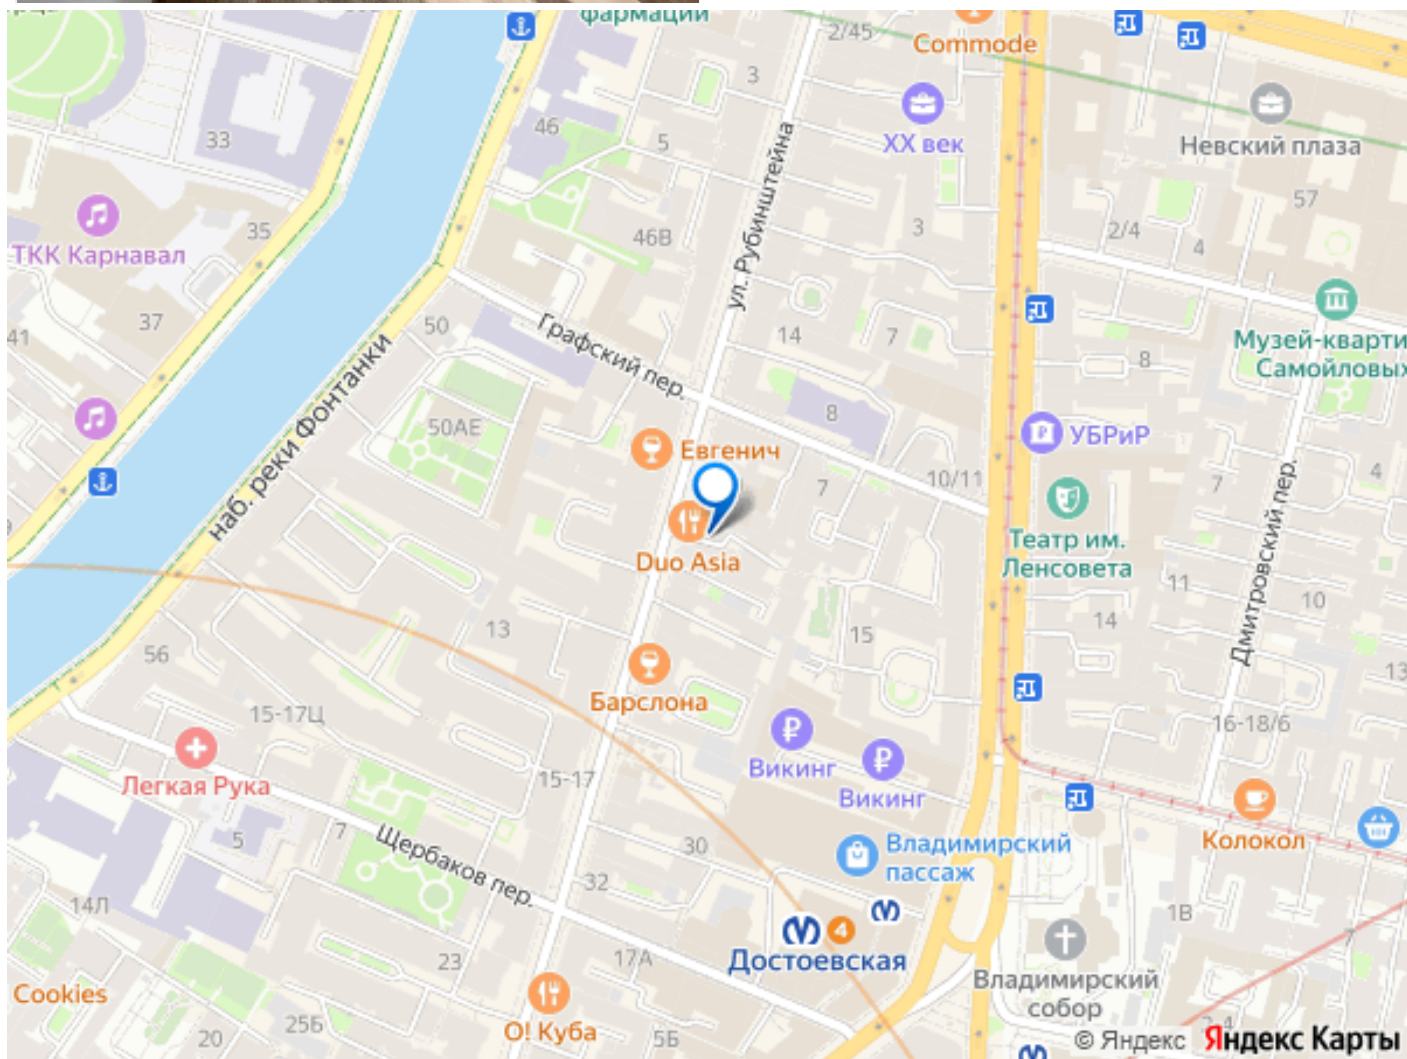 фармации
2/45
Commode
3
33
46
5
ХХ век
Невский плаза
57
ул. Рубинштейна
ТКК Карнавал
35
46В
3
2/4
4
41
37
50
Графский пер.
14
7
8
Музей-кварти
Самойловых
наб. реки Фонтанки
50АЕ
8
УБРиР
Евгенич
7
10/11
7
4
Duo Asia
Театр им.
Ленсовета
Дмитровский пер.
11
10
13
15
14
56
13
Барслона
15-17Ц
16-18/6
Легкая Рука
15-17
Викинг
Викинг
5
7
Щербаков пер.
30
Владимирский
пассаж
Колокол
32
14Л
1В
4
Достоевская
7
23
17А
Владимирский
собор
Cookies
О! Куба
25Б
20
5Б
2-4
© Яндекс Яндекс Карты